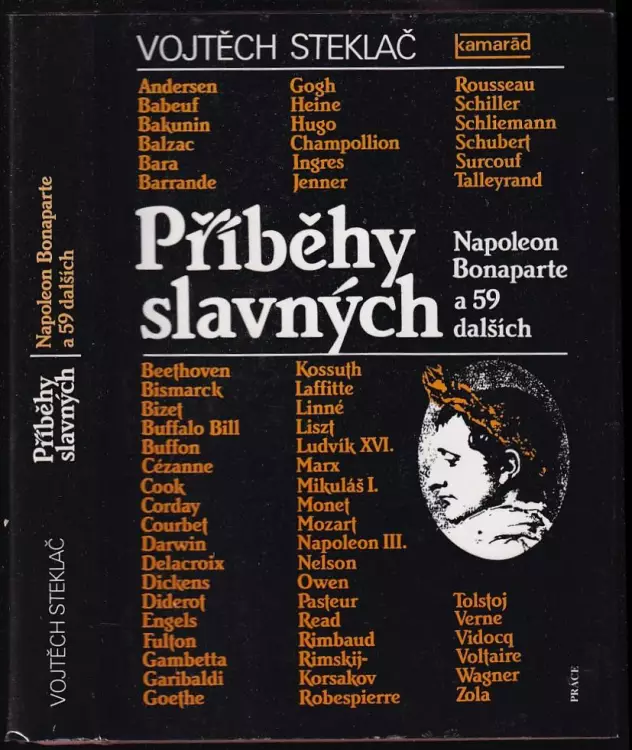 VOJTĚCH STEKLAČ
kamarád
Andersen
Babeuf
Bakunin
Balzac
Bara
Barrande
Gogh
Heine
Hugo
Champollion
Ingres
Jenner
Rousseau
Schiller
Schliemann
Schubert
Surcouf
Talleyrand
Příběhy
slavných
Napoleon
Bonaparte
a 59
dalších
Beethoven
Bismarck
Bizet
Buffalo Bill
Buffon
Cézanne
Cook
Corday
Courbet
Darwin
Delacroix
Dickens
Diderot
Engels
Fulton
Gambetta
Garibaldi
Goethe
Kossuth
Laffitte
Linné
Liszt
Ludvík XVI.
Marx
Mikuláš I.
Monet
Mozart
Napoleon III.
Nelson
Owen
Pasteur
Read
Rimbaud
Rimskij-
Korsakov
Robespierre
Tolstoj
Verne
Vidocq
Voltaire
Wagner
Zola
PRÁCE
VOJTĚCH STEKLAČ
Příběhy
slavných
Napoleon Bonaparte
a 59 dalších